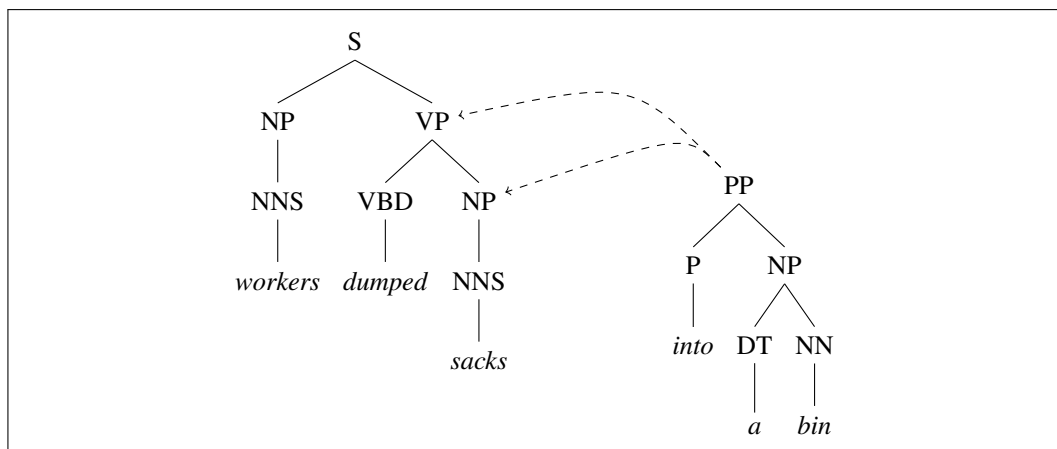 S
NP VP
PP
NNS VBD NP
P NP
workers dumped NNS
into DT NN
sacks
a bin